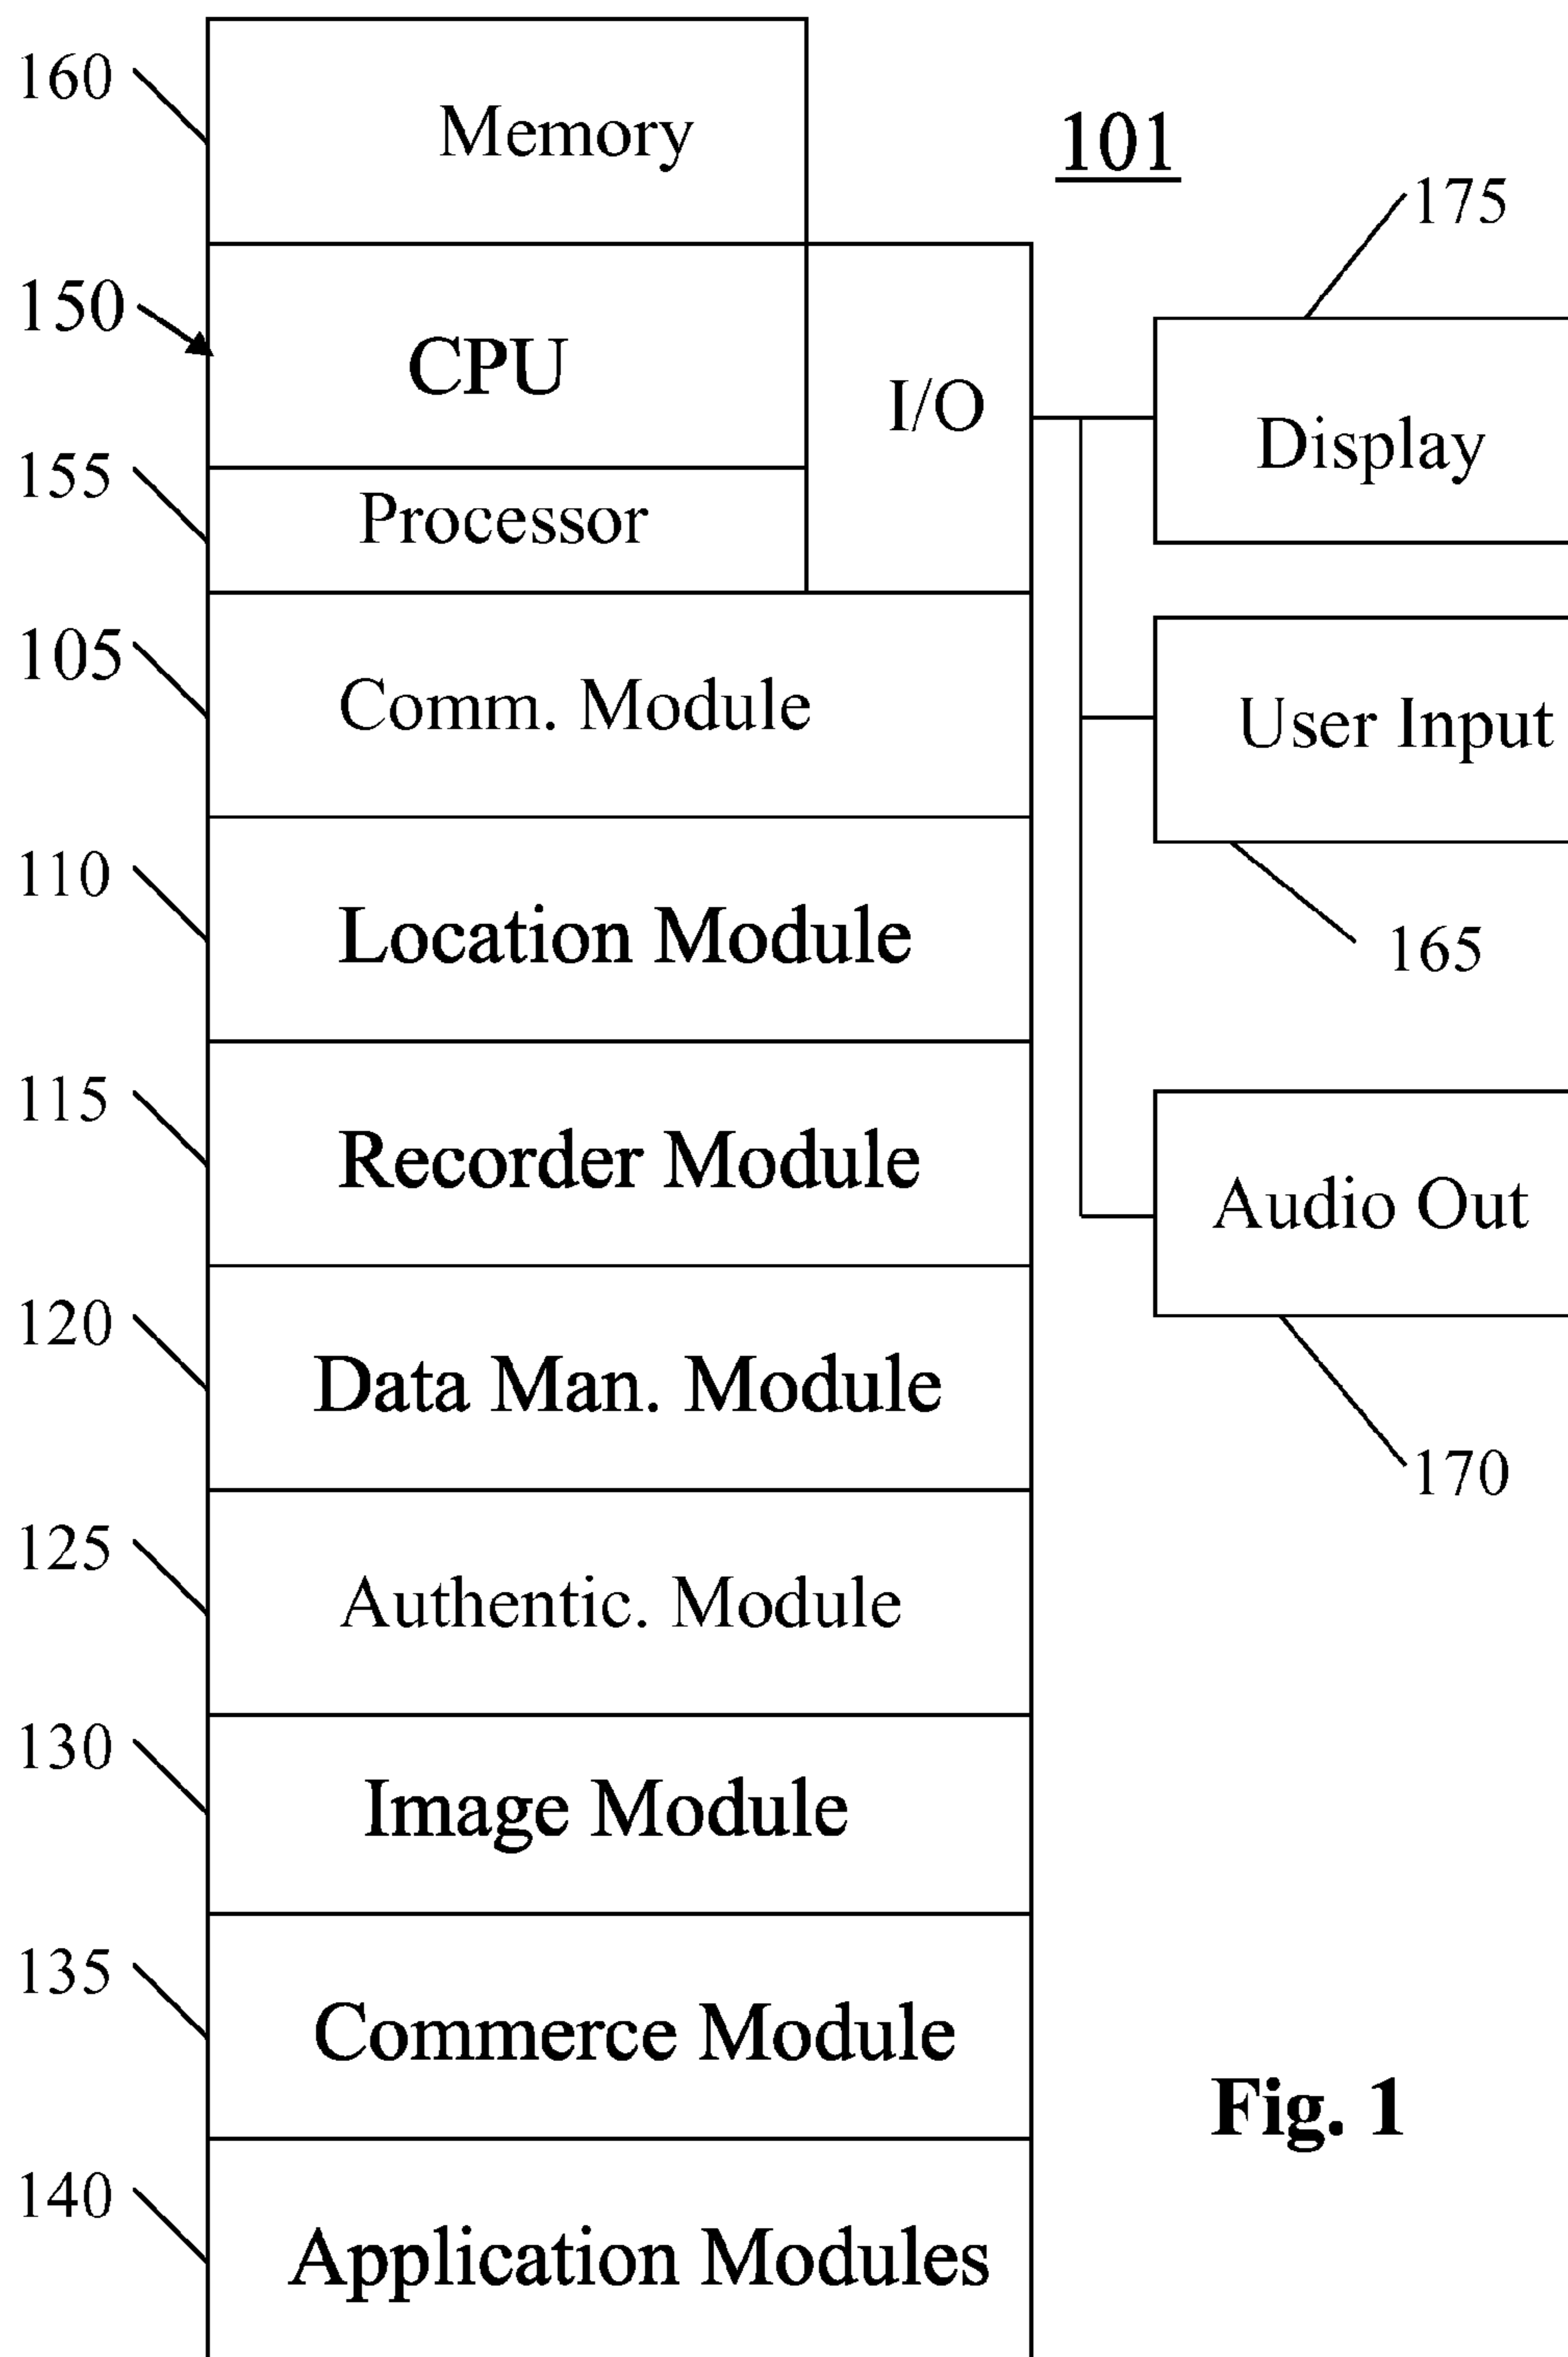 160
Memory
101
175
150
CPU
I/O
Display
155
Processor
105
Comm. Module
User Input
110
Location Module
165
115
Recorder Module
Audio Out
120
Data Man. Module
170
125
Authentic. Module
130
Image Module
135
Commerce Module
Fig. 1
140
Application Modules